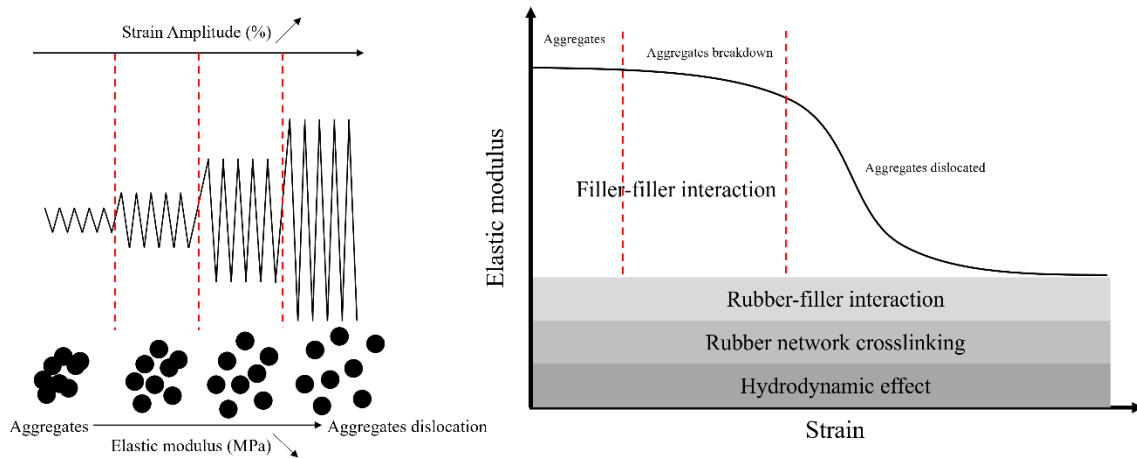 Strain Amplitude (%)
Aggregates
Aggregates dislocation
Elastic modulus (MPa)
Elastic modulus
Aggregates
Aggregates breakdown
Aggregates dislocated
Filler-filler interaction
Rubber-filler interaction
Rubber network crosslinking
Hydrodynamic effect
Strain